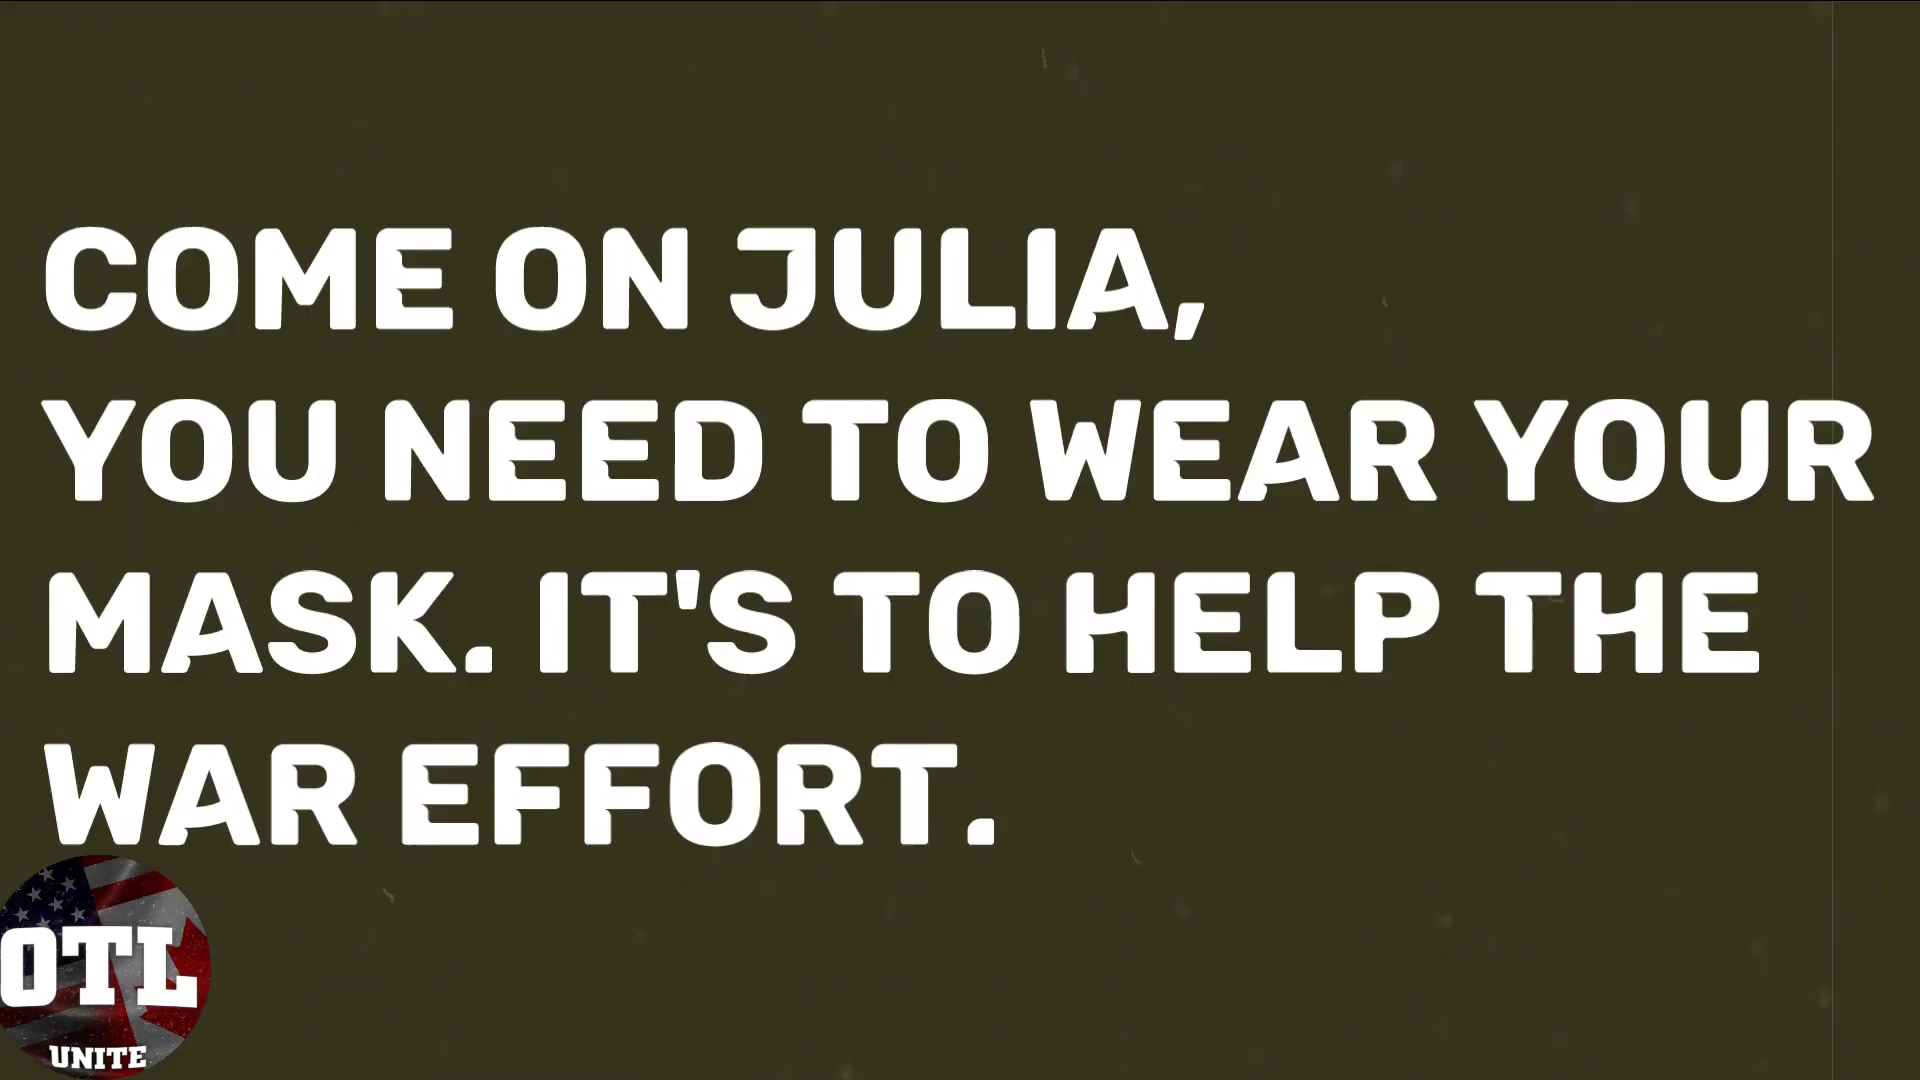 COME ON JULIA,
YOU NEED TO WEAR YOUR
MASK. IT'S TO HELP THE
WAR EFFORT.
OTL
UNITE